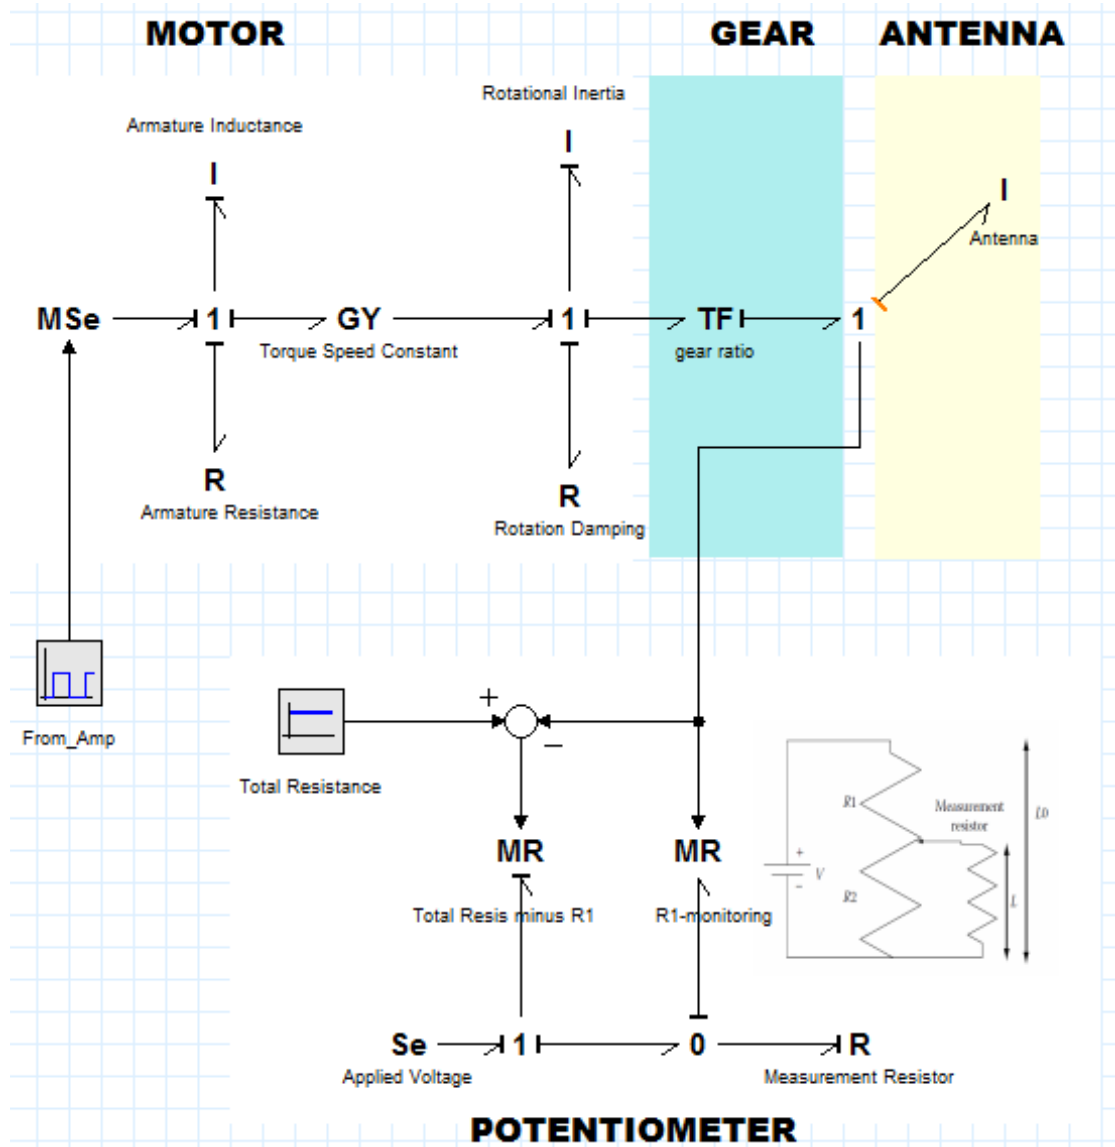 MOTOR
GEAR
ANTENNA
Rotational Inertia
Armature Inductance
I
I
I
Antenna
MSe
1
GY
1
TF
1
Torque Speed Constant
gear ratio
R
R
Armature Resistance
Rotation Damping
From_Amp
+
−
Total Resistance
MR
MR
Total Resis minus R1
R1-monitoring
R1
Measurement
resistor
L0
+
−
V
R2
L
Se
1
0
R
Applied Voltage
Measurement Resistor
POTENTIOMETER